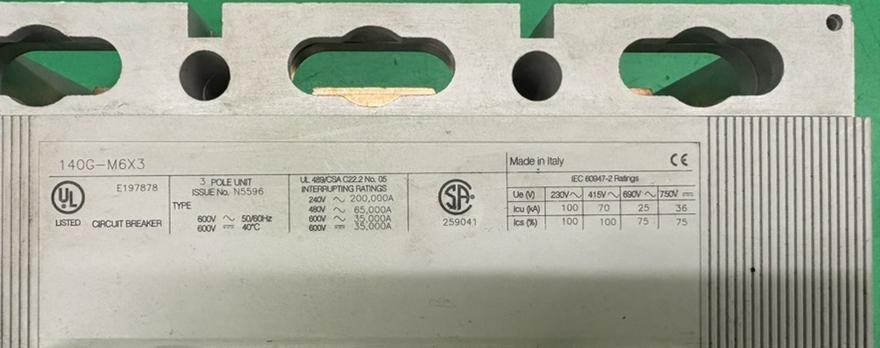 140G-M6X3
UL
E197878
LISTED CIRCUIT BREAKER
3 POLE UNIT
ISSUE No. N5596
TYPE
600V ∼ 50/60Hz
600V ⎓ 40°C
UL 489/CSA C22.2 No. 05
INTERRUPTING RATINGS
240V ∼ 200,000A
480V ∼ 65,000A
600V ∼ 35,000A
600V ⎓ 35,000A
SA
259041
Made in Italy CE
IEC 60947-2 Ratings
Ue (V) 230V∼ 415V∼ 690V∼ 750V ⎓
Icu (kA) 100 70 25 36
Ics (%) 100 100 75 75